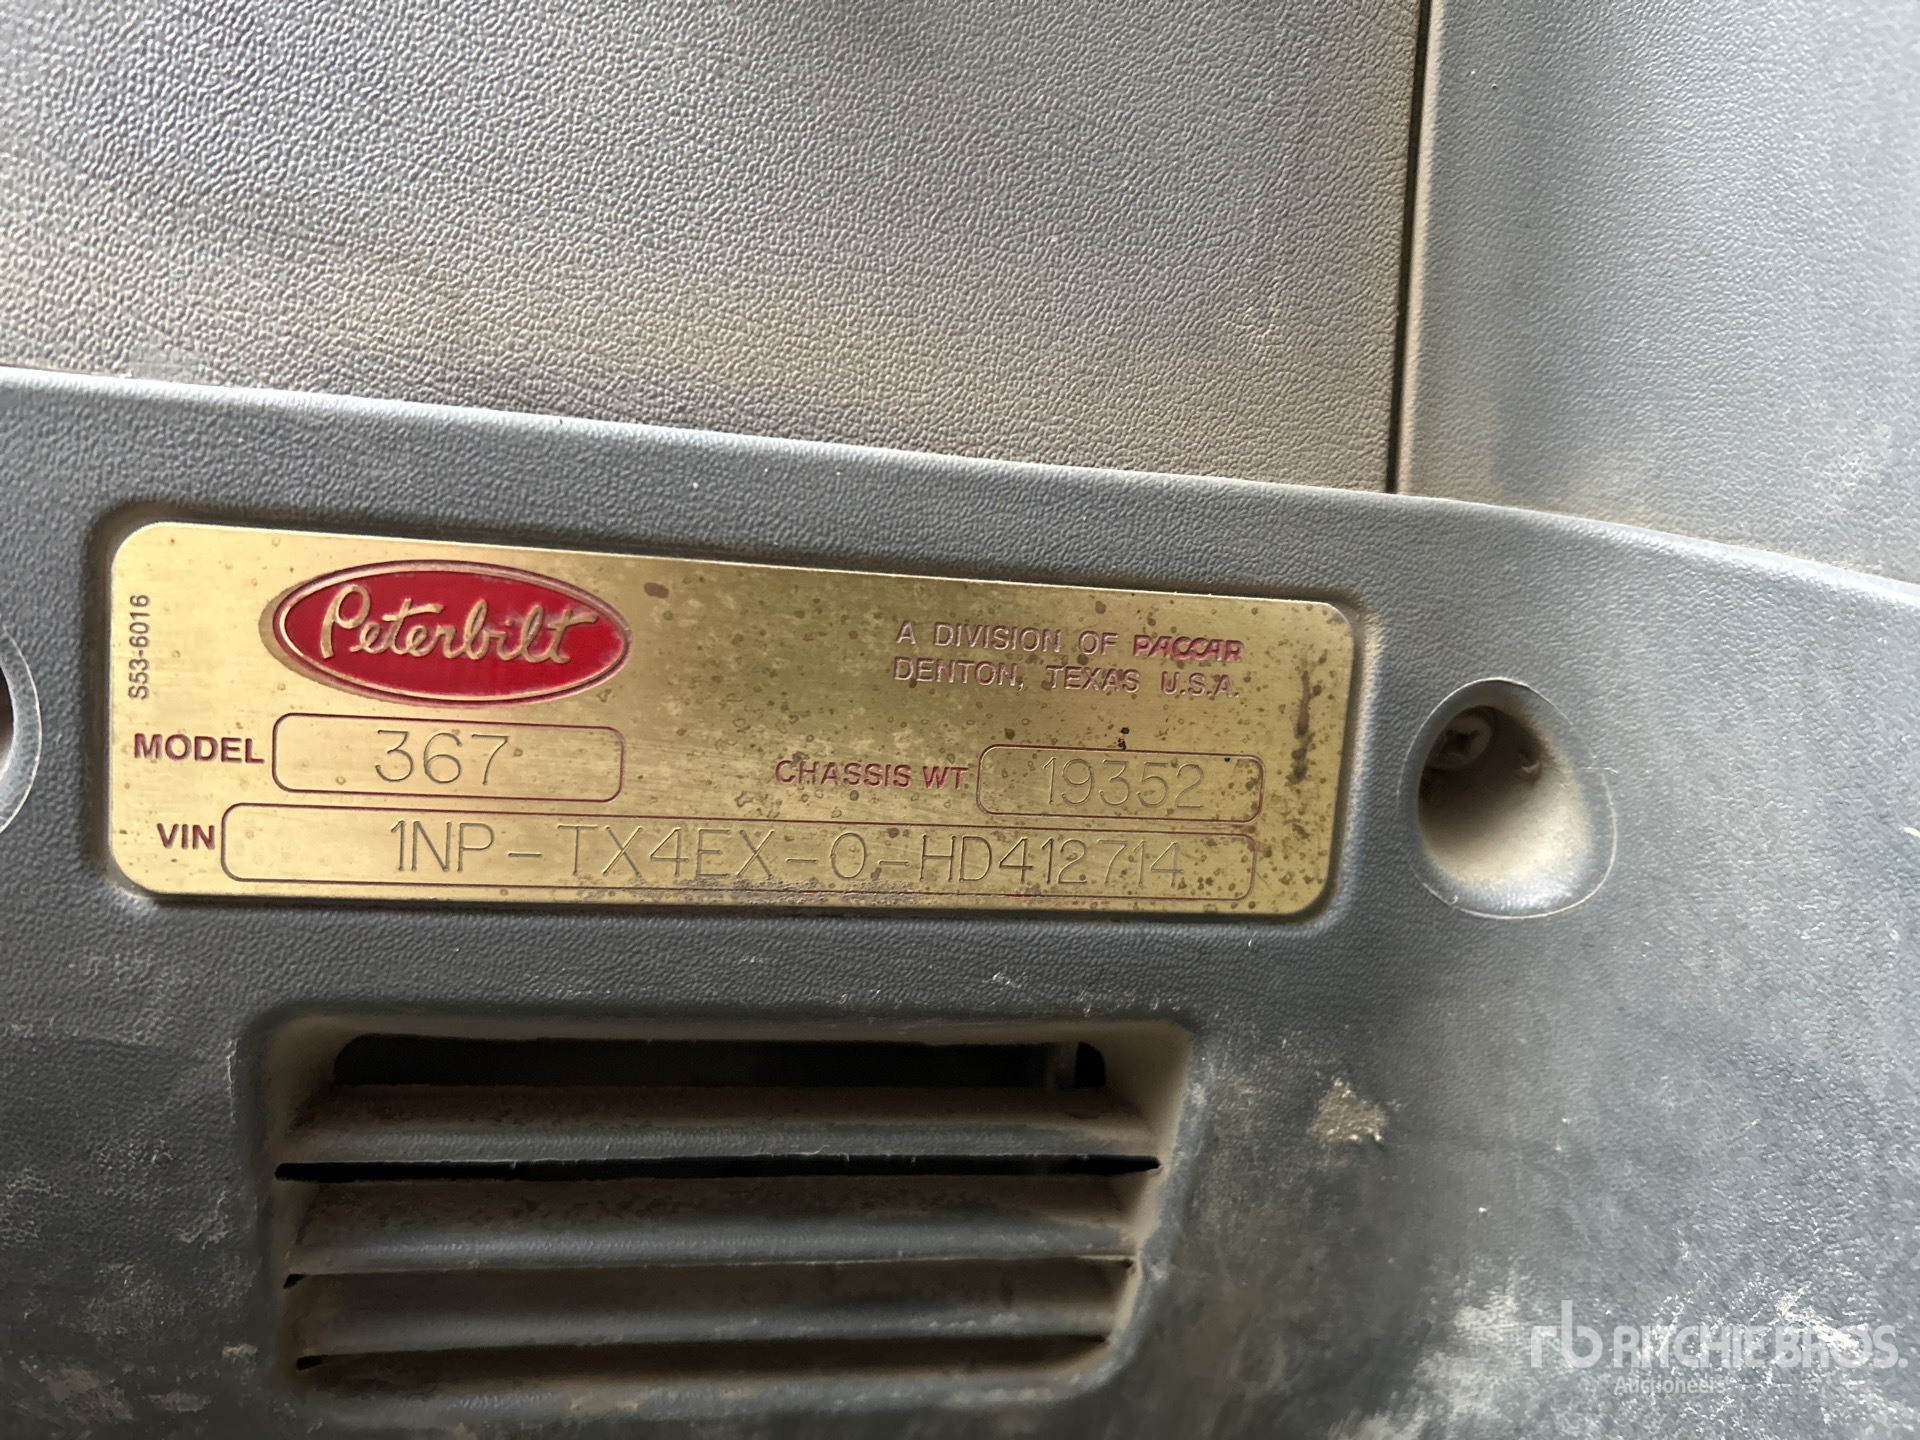 S53-6016
Peterbilt
A DIVISION OF PACCAR
DENTON, TEXAS U.S.A.
MODEL 367
CHASSIS WT. 19352
VIN 1NP-TX4EX-0-HD412714
rb RITCHIE BROS.
Auctioneers